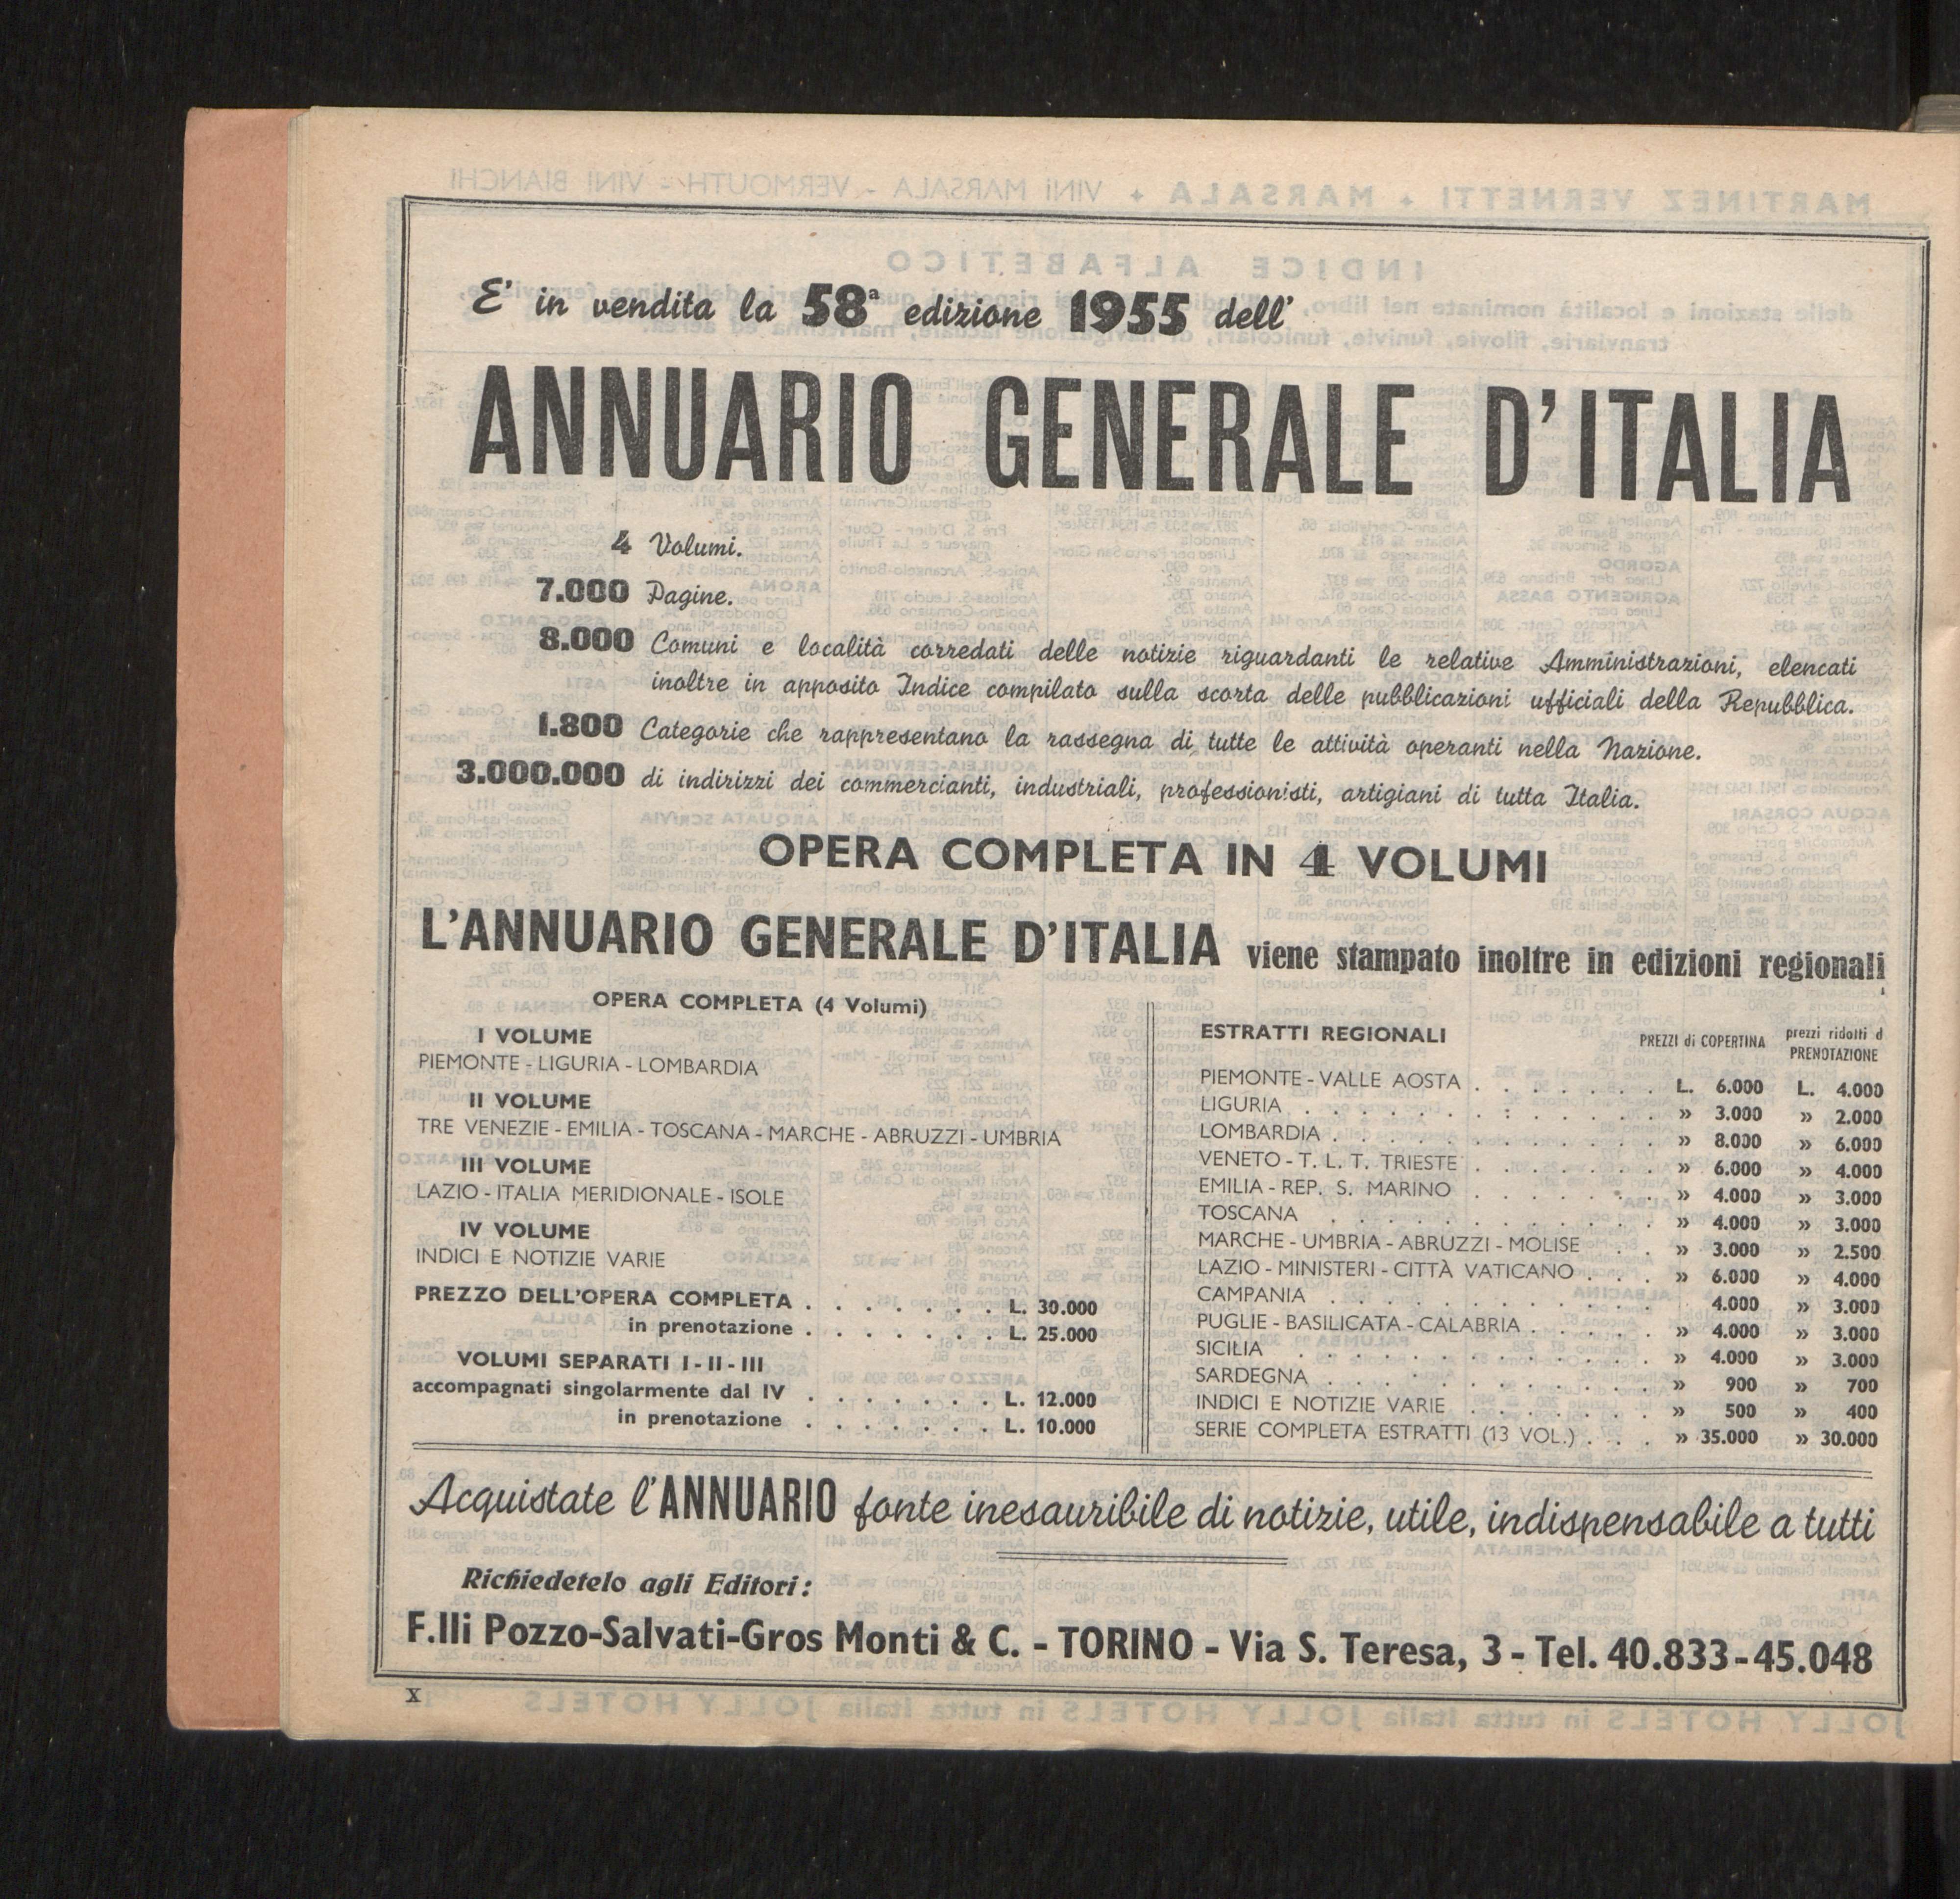 E' in vendita la 58ª edizione 1955 dell'
ANNUARIO GENERALE D'ITALIA
4 Volumi.
7.000 Pagine.
8.000 Comuni e località corredati delle notizie riguardanti le relative Amministrazioni, elencati
inoltre in apposito Indice compilato sulla scorta delle pubblicazioni ufficiali della Repubblica.
1.800 Categorie che rappresentano la rassegna di tutte le attività operanti nella Nazione.
3.000.000 di indirizzi dei commercianti, industriali, professionisti, artigiani di tutta Italia.
OPERA COMPLETA IN 4 VOLUMI
L'ANNUARIO GENERALE D'ITALIA viene stampato inoltre in edizioni regionali
OPERA COMPLETA (4 Volumi)
I VOLUME
PIEMONTE - LIGURIA - LOMBARDIA
II VOLUME
TRE VENEZIE - EMILIA - TOSCANA - MARCHE - ABRUZZI - UMBRIA
III VOLUME
LAZIO - ITALIA MERIDIONALE - ISOLE
IV VOLUME
INDICI E NOTIZIE VARIE
PREZZO DELL'OPERA COMPLETA . . . . . . . L. 30.000
in prenotazione . . . . . . . L. 25.000
VOLUMI SEPARATI I - II - III
accompagnati singolarmente dal IV . . . . . . . L. 12.000
in prenotazione . . . . . . . L. 10.000
ESTRATTI REGIONALI PREZZI di COPERTINA prezzi ridotti d
PRENOTAZIONE
PIEMONTE - VALLE AOSTA . . . . . . . L. 6.000 L. 4.000
LIGURIA . . . . . . . . . . . . . » 3.000 » 2.000
LOMBARDIA . . . . . . . . . . . . » 8.000 » 6.000
VENETO - T. L. T. TRIESTE . . . . . . . » 6.000 » 4.000
EMILIA - REP. S. MARINO . . . . . . . » 4.000 » 3.000
TOSCANA . . . . . . . . . . . . » 4.000 » 3.000
MARCHE - UMBRIA - ABRUZZI - MOLISE . . » 3.000 » 2.500
LAZIO - MINISTERI - CITTÀ VATICANO . . . » 6.000 » 4.000
CAMPANIA . . . . . . . . . . . . 4.000 » 3.000
PUGLIE - BASILICATA - CALABRIA . . . . . » 4.000 » 3.000
SICILIA . . . . . . . . . . . . . » 4.000 » 3.000
SARDEGNA . . . . . . . . . . . . » 900 » 700
INDICI E NOTIZIE VARIE . . . . . . . » 500 » 400
SERIE COMPLETA ESTRATTI (13 VOL.) . . . » 35.000 » 30.000
Acquistate l'ANNUARIO fonte inesauribile di notizie, utile, indispensabile a tutti
Richiedetelo agli Editori:
F.lli Pozzo-Salvati-Gros Monti & C. - TORINO - Via S. Teresa, 3 - Tel. 40.833-45.048
X